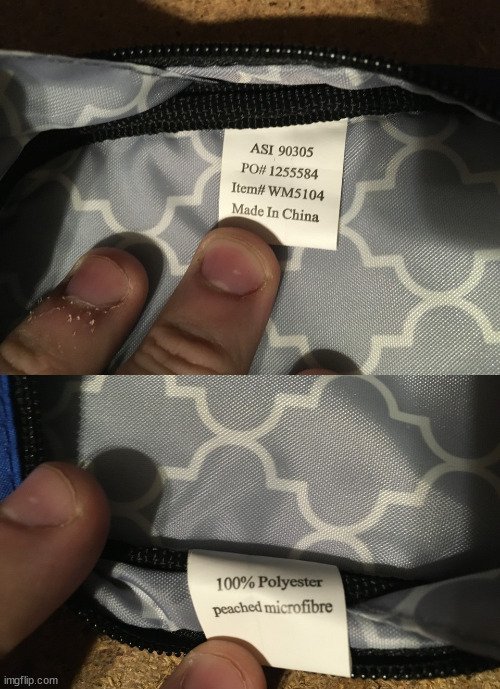 ASI 90305
PO# 1255584
Item# WM5104
Made In China
100% Polyester
peached microfibre
imgflip.com